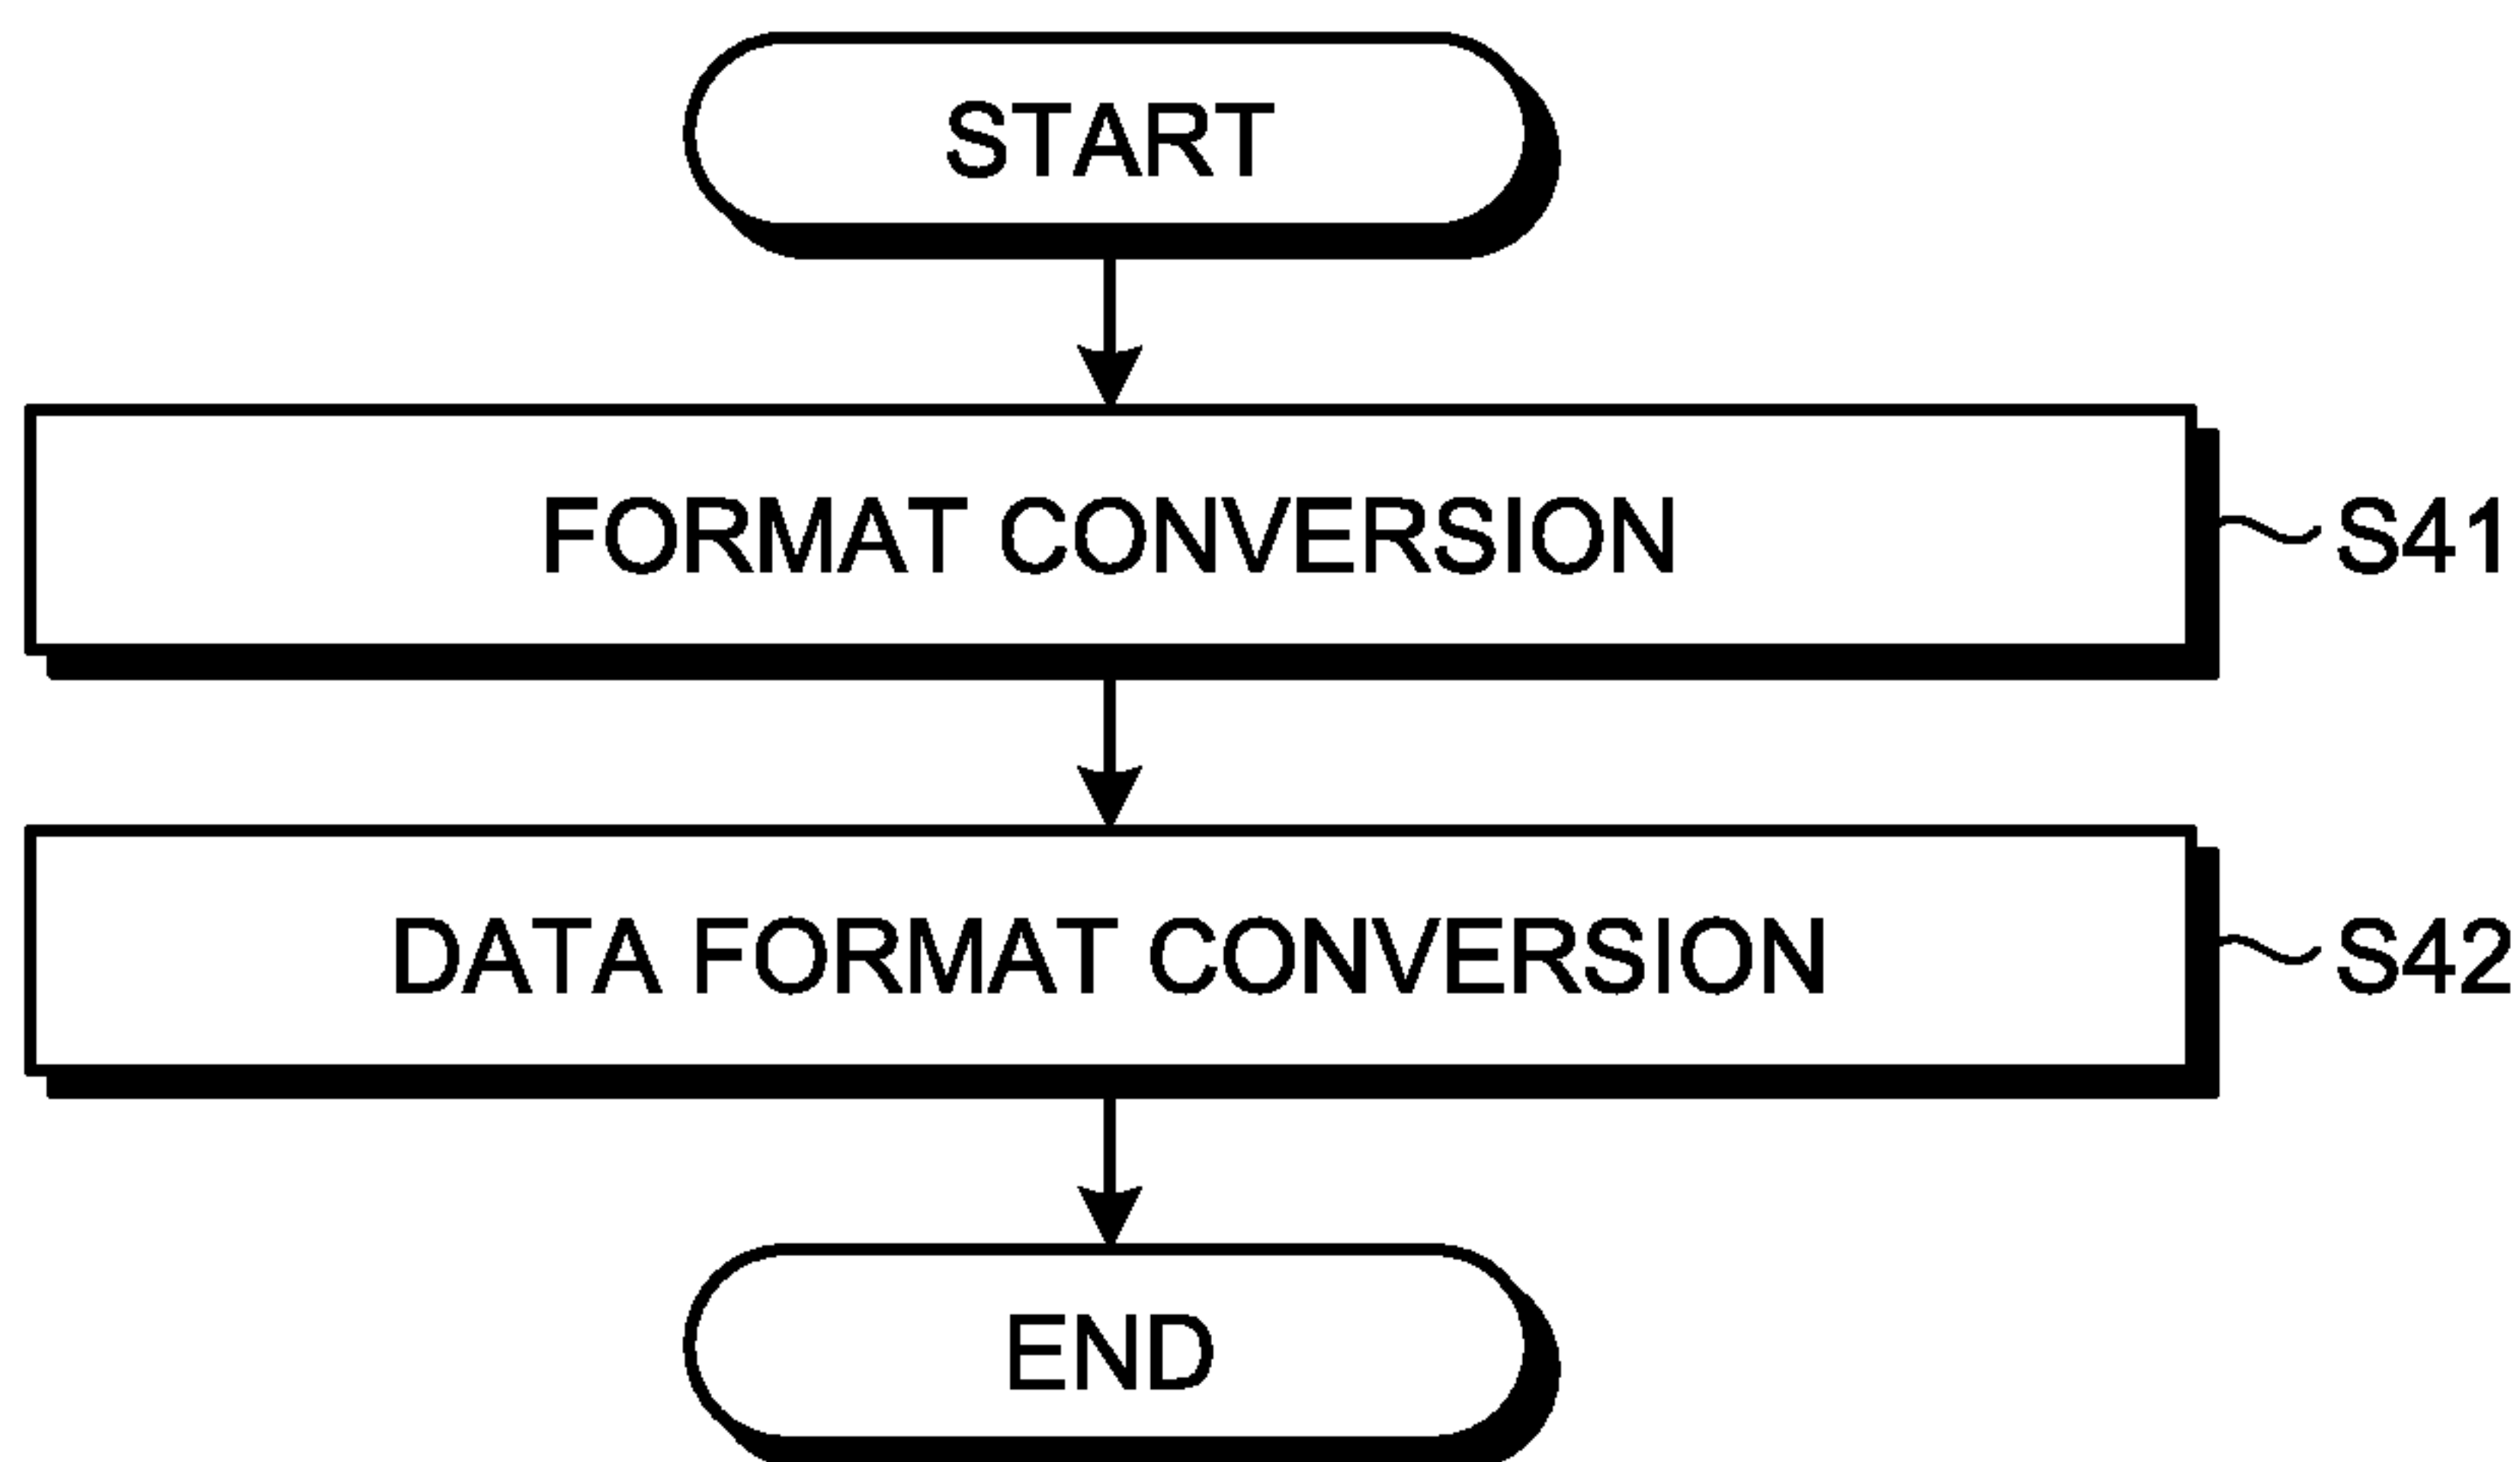 START
FORMAT CONVERSION
S41
DATA FORMAT CONVERSION
S42
END